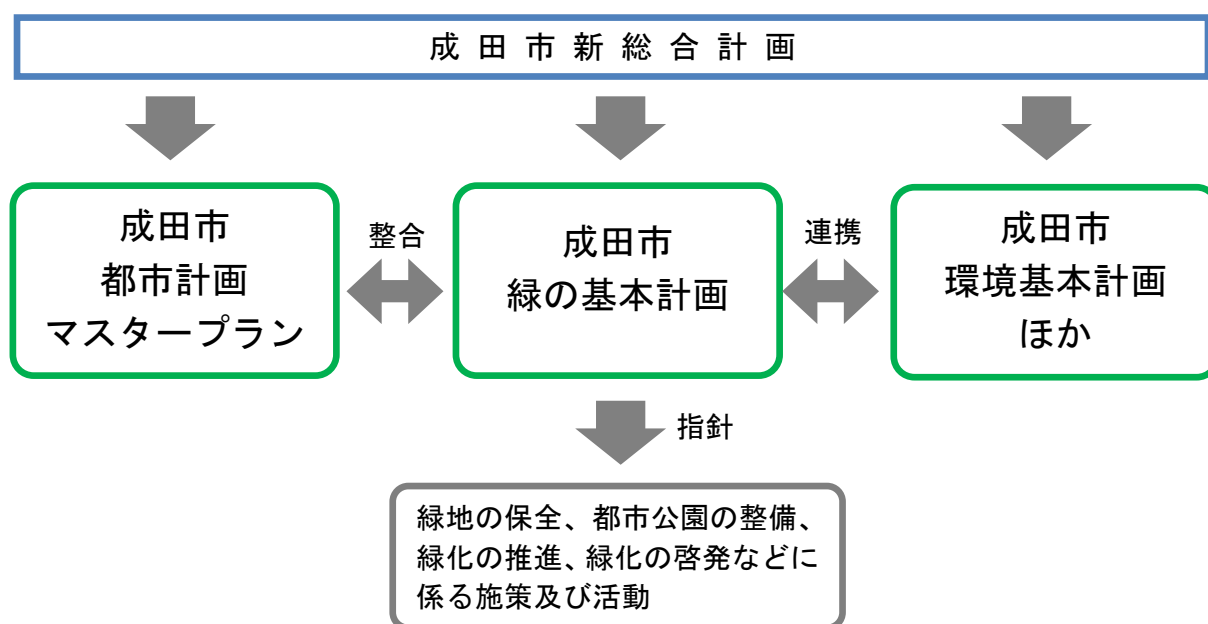 成田市新総合計画
成田市
都市計画
マスタープラン
整合
成田市
緑の基本計画
連携
成田市
環境基本計画
ほか
指針
緑地の保全、都市公園の整備、
緑化の推進、緑化の啓発などに
係る施策及び活動